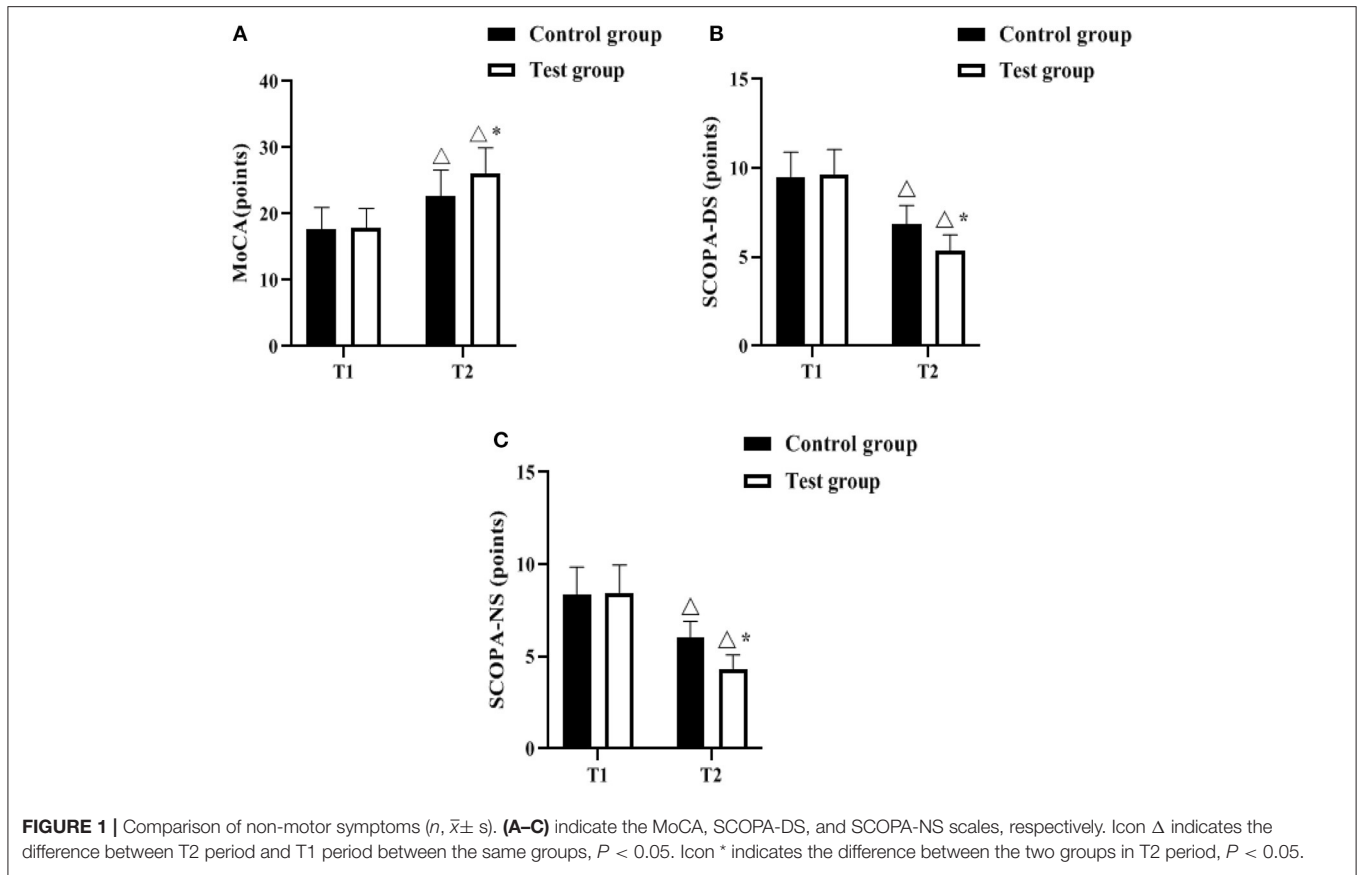 A
Control group
Test group
MoCA(points)
40
30
20
10
0
△
△ *
T1
T2
B
Control group
Test group
SCOPA-DS (points)
15
10
5
0
△
△ *
T1
T2
C
Control group
Test group
SCOPA-NS (points)
15
10
5
0
△
△ *
T1
T2
FIGURE 1 | Comparison of non-motor symptoms (n, x̅± s). (A–C) indicate the MoCA, SCOPA-DS, and SCOPA-NS scales, respectively. Icon Δ indicates the
difference between T2 period and T1 period between the same groups, P < 0.05. Icon * indicates the difference between the two groups in T2 period, P < 0.05.